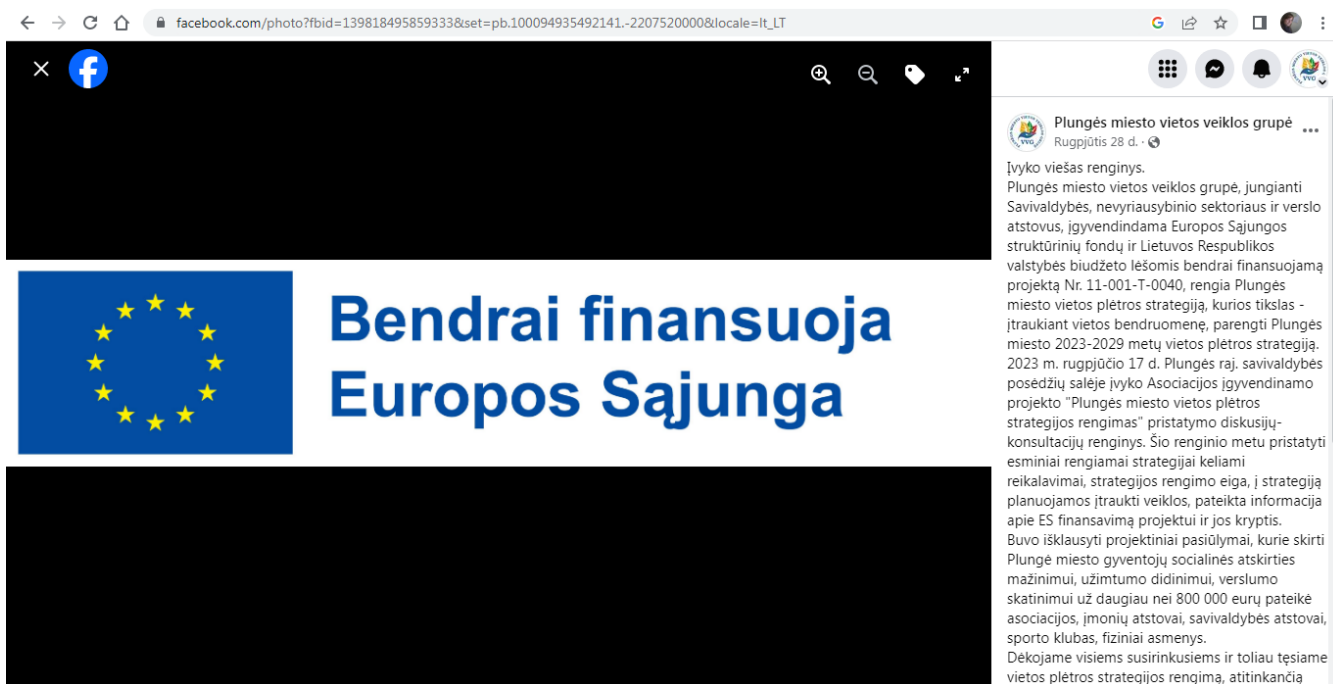 facebook.com/photo?fbid=139818495859333&set=pb.100094935492141.-2207520000&locale=lt_LT
Bendrai finansuoja
Europos Sąjunga
Plungės miesto vietos veiklos grupė
Rugpjūtis 28 d. ·
Įvyko viešas renginys.
Plungės miesto vietos veiklos grupė, jungianti
Savivaldybės, nevyriausybinio sektoriaus ir verslo
atstovus, įgyvendindama Europos Sąjungos
struktūrinių fondų ir Lietuvos Respublikos
valstybės biudžeto lėšomis bendrai finansuojamą
projektą Nr. 11-001-T-0040, rengia Plungės
miesto vietos plėtros strategiją, kurios tikslas -
įtraukiant vietos bendruomenę, parengti Plungės
miesto 2023-2029 metų vietos plėtros strategiją.
2023 m. rugpjūčio 17 d. Plungės raj. savivaldybės
posėdžių salėje įvyko Asociacijos įgyvendinamo
projekto "Plungės miesto vietos plėtros
strategijos rengimas" pristatymo diskusijų-
konsultacijų renginys. Šio renginio metu pristatyti
esminiai rengiamai strategijai keliami
reikalavimai, strategijos rengimo eiga, į strategiją
planuojamos įtraukti veiklos, pateikta informacija
apie ES finansavimą projektui ir jos kryptis.
Buvo išklausyti projektiniai pasiūlymai, kurie skirti
Plungė miesto gyventojų socialinės atskirties
mažinimui, užimtumo didinimui, verslumo
skatinimui už daugiau nei 800 000 eurų pateikė
asociacijos, įmonių atstovai, savivaldybės atstovai,
sporto klubas, fiziniai asmenys.
Dėkojame visiems susirinkusiems ir toliau tęsiame
vietos plėtros strategijos rengimą, atitinkančią